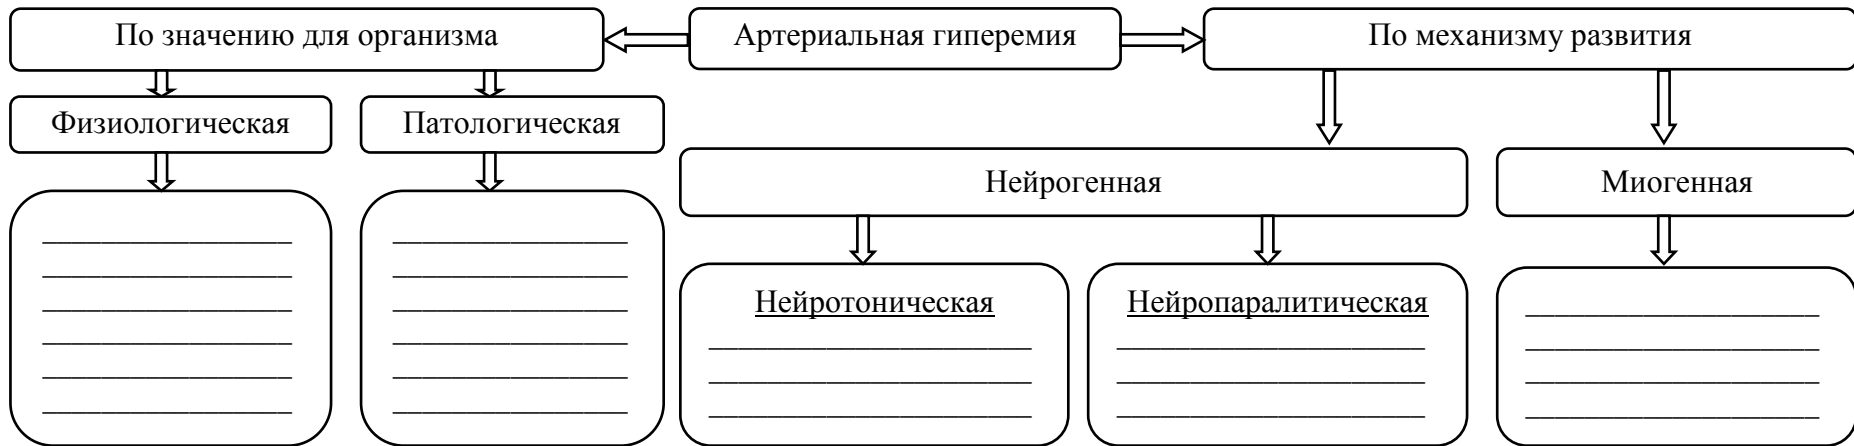 По значению для организма
Артериальная гиперемия
По механизму развития
Физиологическая
Патологическая
Нейрогенная
Миогенная
Нейротоническая
Нейропаралитическая